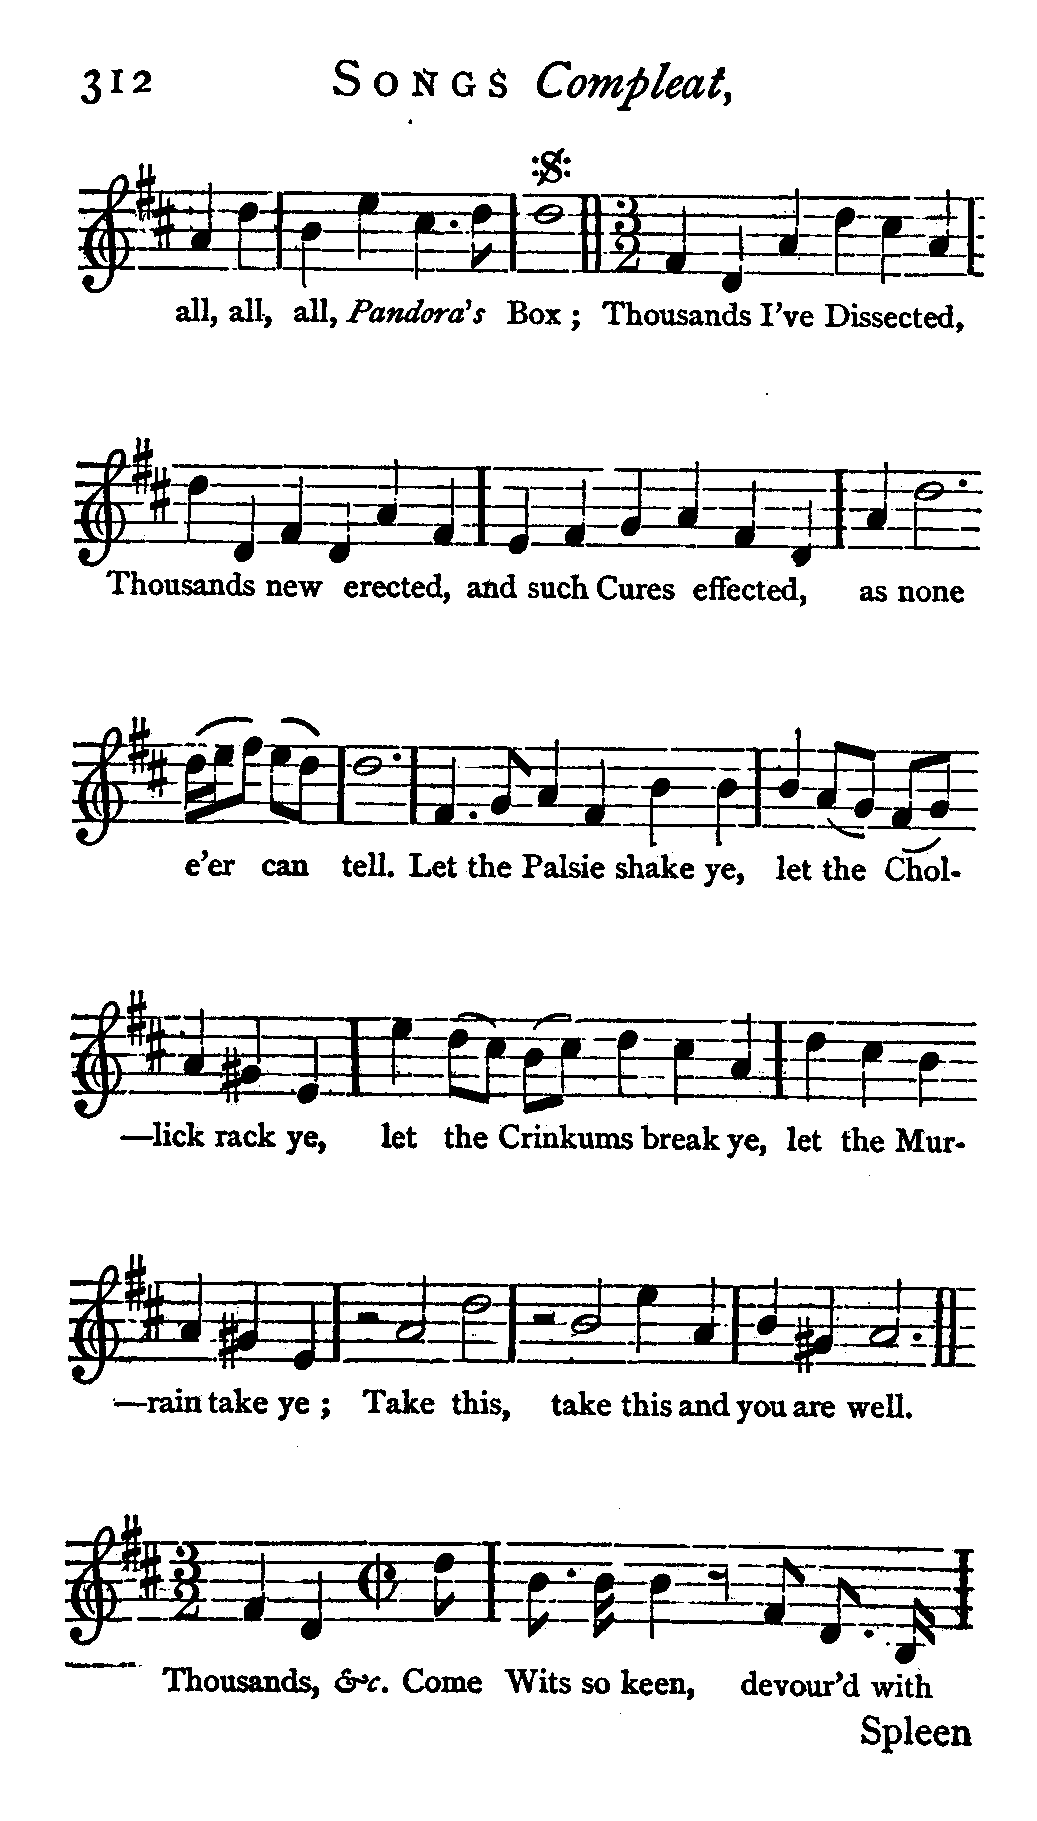 312 SONGS Compleat,
all, all, all, Pandora's Box ; Thousands I've Dissected,
Thousands new erected, and such Cures effected, as none
e'er can tell. Let the Palsie shake ye, let the Chol-
—lick rack ye, let the Crinkums break ye, let the Mur-
—rain take ye ; Take this, take this and you are well.
Thousands, &c. Come Wits so keen, devour'd with
Spleen